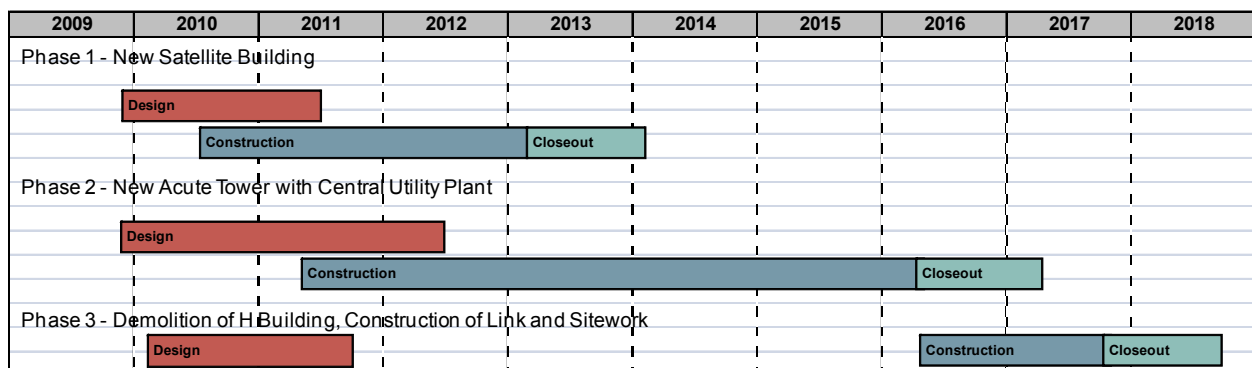 2009 2010 2011 2012 2013 2014 2015 2016 2017 2018
Phase 1 - New Satellite Building
Design
Construction Closeout
Phase 2 - New Acute Tower with Central Utility Plant
Design
Construction Closeout
Phase 3 - Demolition of H Building, Construction of Link and Sitework
Design Construction Closeout